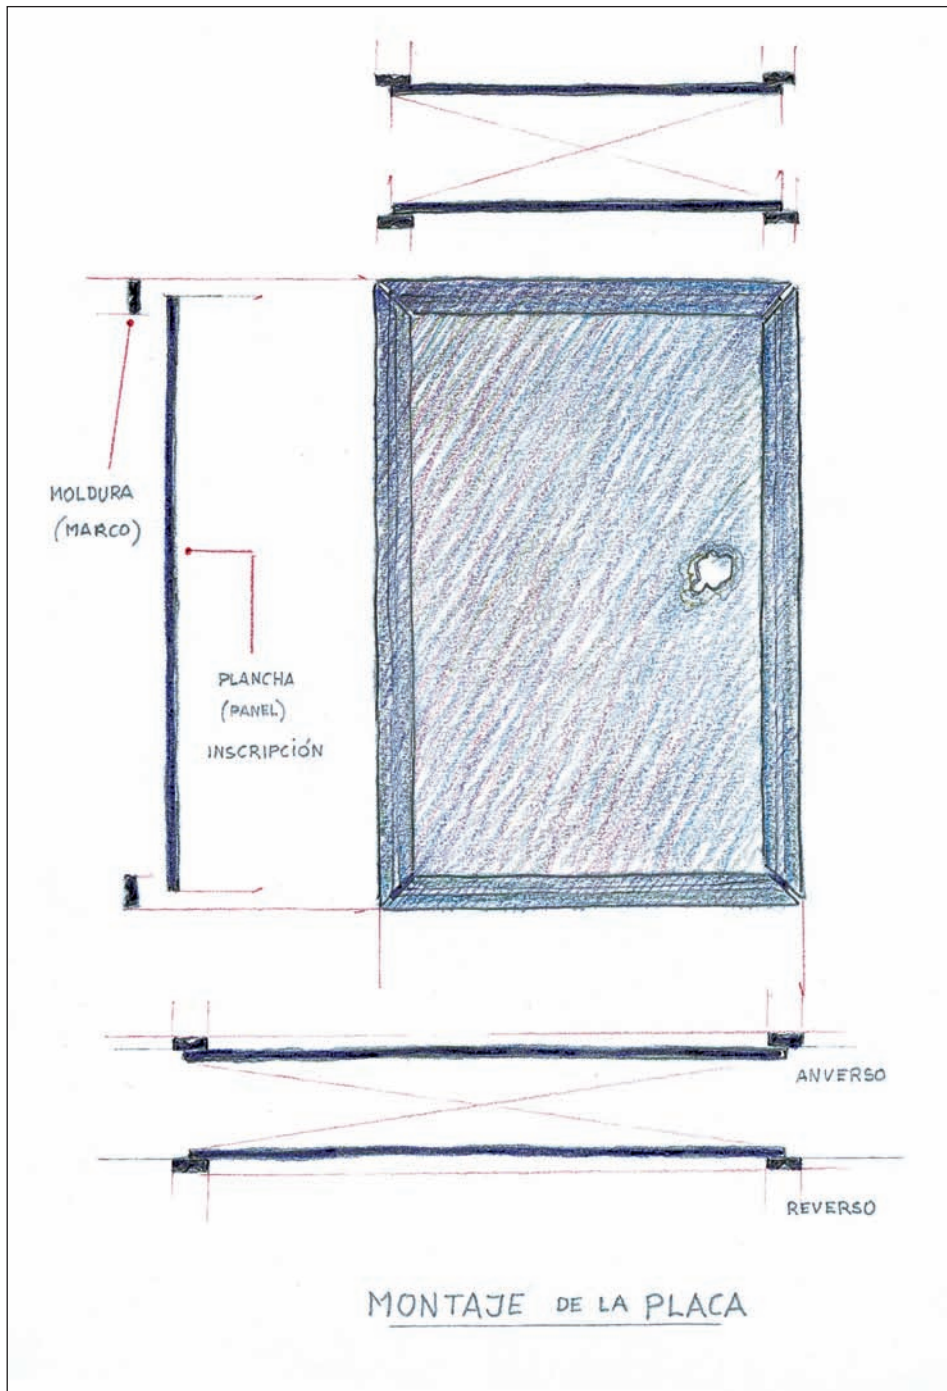 MOLDURA
(MARCO)
PLANCHA
(PANEL)
INSCRIPCIÓN
ANVERSO
REVERSO
MONTAJE DE LA PLACA